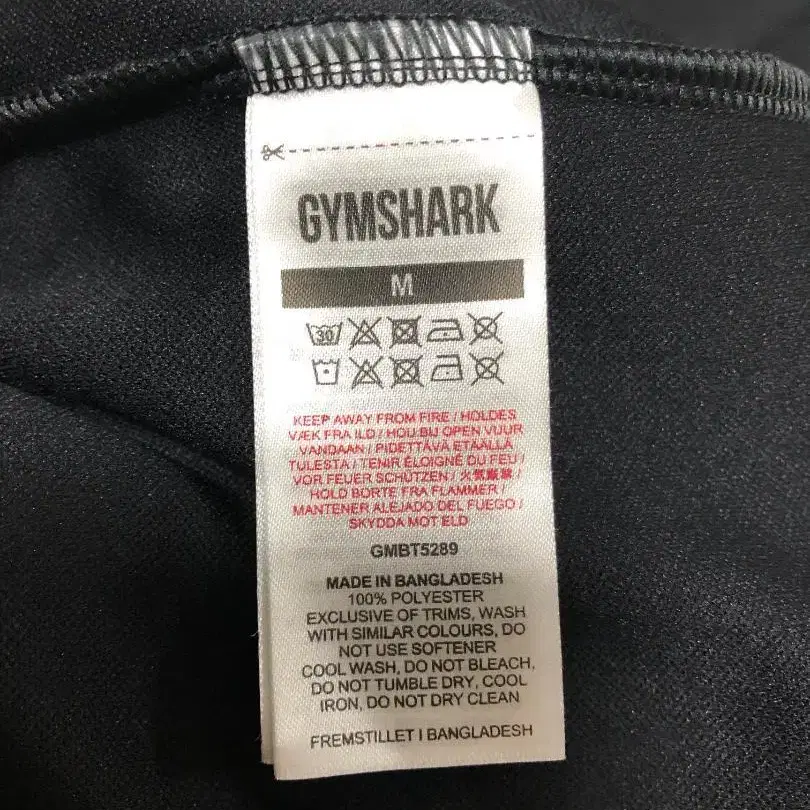 GYMSHARK
M
30
KEEP AWAY FROM FIRE / HOLDES
VÆK FRA ILD / HOU BIJ OPEN VUUR
VANDAAN / PIDETTÄVÄ ETÄÄLLÄ
TULESTA / TENIR ÉLOIGNÉ DU FEU /
VOR FEUER SCHÜTZEN / 火気厳禁 /
HOLD BORTE FRA FLAMMER /
MANTENER ALEJADO DEL FUEGO /
SKYDDA MOT ELD
GMBT5289
MADE IN BANGLADESH
100% POLYESTER
EXCLUSIVE OF TRIMS, WASH
WITH SIMILAR COLOURS, DO
NOT USE SOFTENER
COOL WASH, DO NOT BLEACH,
DO NOT TUMBLE DRY, COOL
IRON, DO NOT DRY CLEAN
FREMSTILLET I BANGLADESH